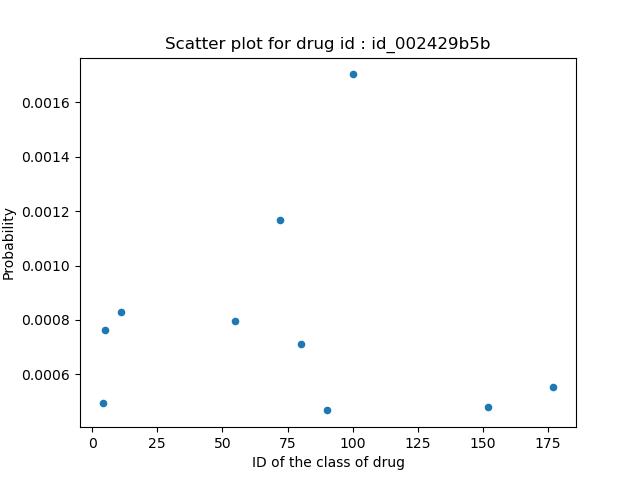 Scatter plot for drug id : id_002429b5b
0.0016
0.0014
0.0012
0.0010
0.0008
0.0006
Probability
0 25 50 75 100 125 150 175
ID of the class of drug